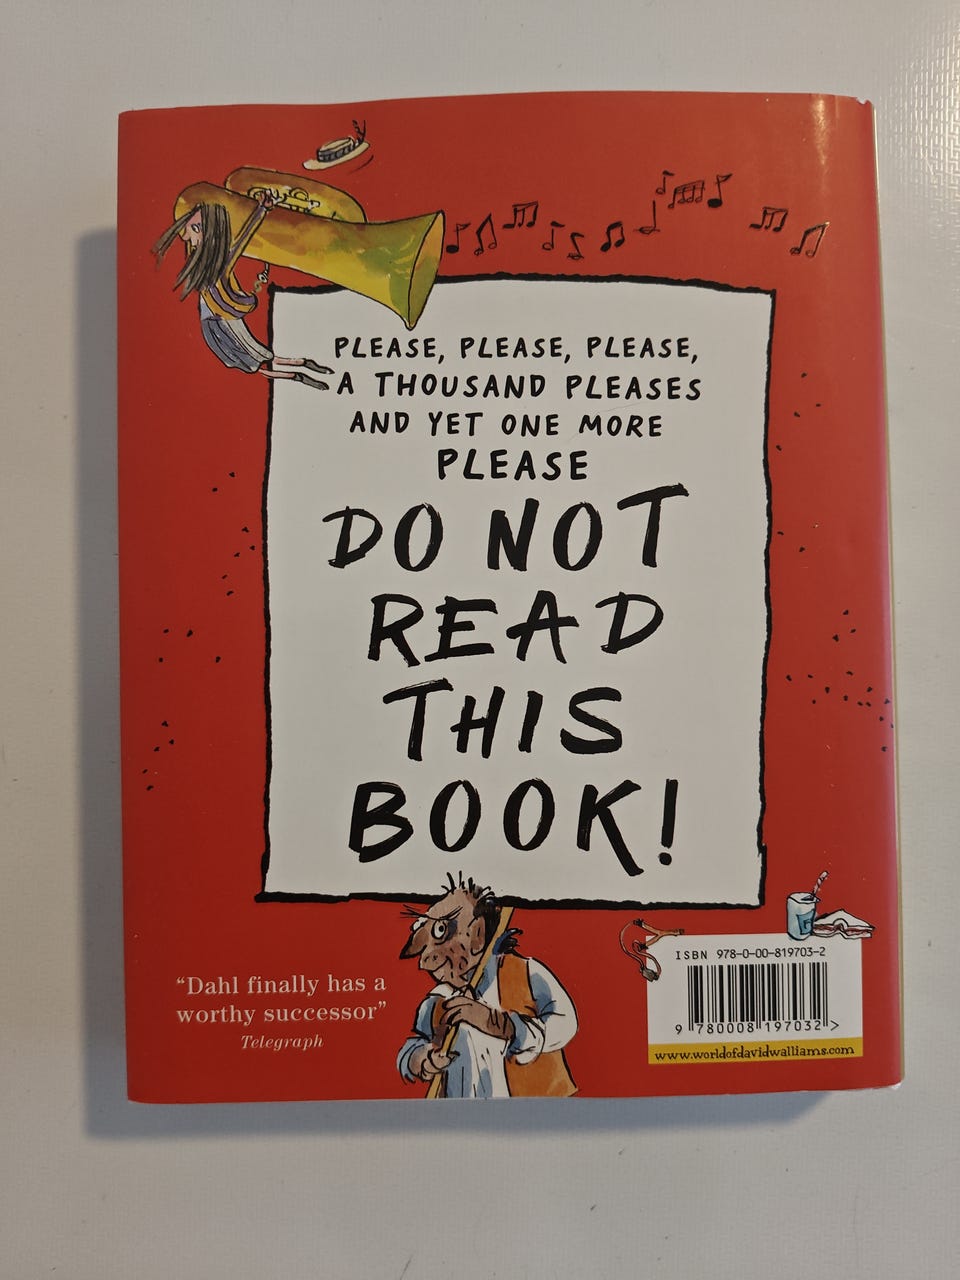 PLEASE, PLEASE, PLEASE,
A THOUSAND PLEASES
AND YET ONE MORE
PLEASE
DO NOT
READ
THIS
BOOK!
“Dahl finally has a
worthy successor”
Telegraph
ISBN 978-0-00-819703-2
9 780008 197032 >
www.worldofdavidwalliams.com